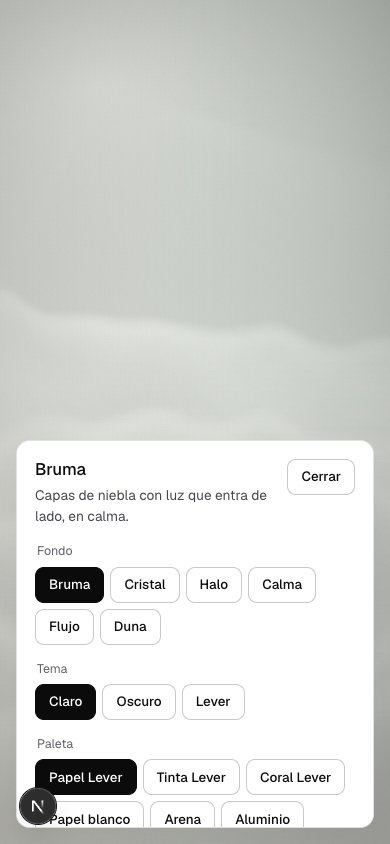 Bruma
Cerrar
Capas de niebla con luz que entra de
lado, en calma.
Fondo
Bruma Cristal Halo Calma
Flujo Duna
Tema
Claro Oscuro Lever
Paleta
Papel Lever Tinta Lever Coral Lever
N
Papel blanco Arena Aluminio